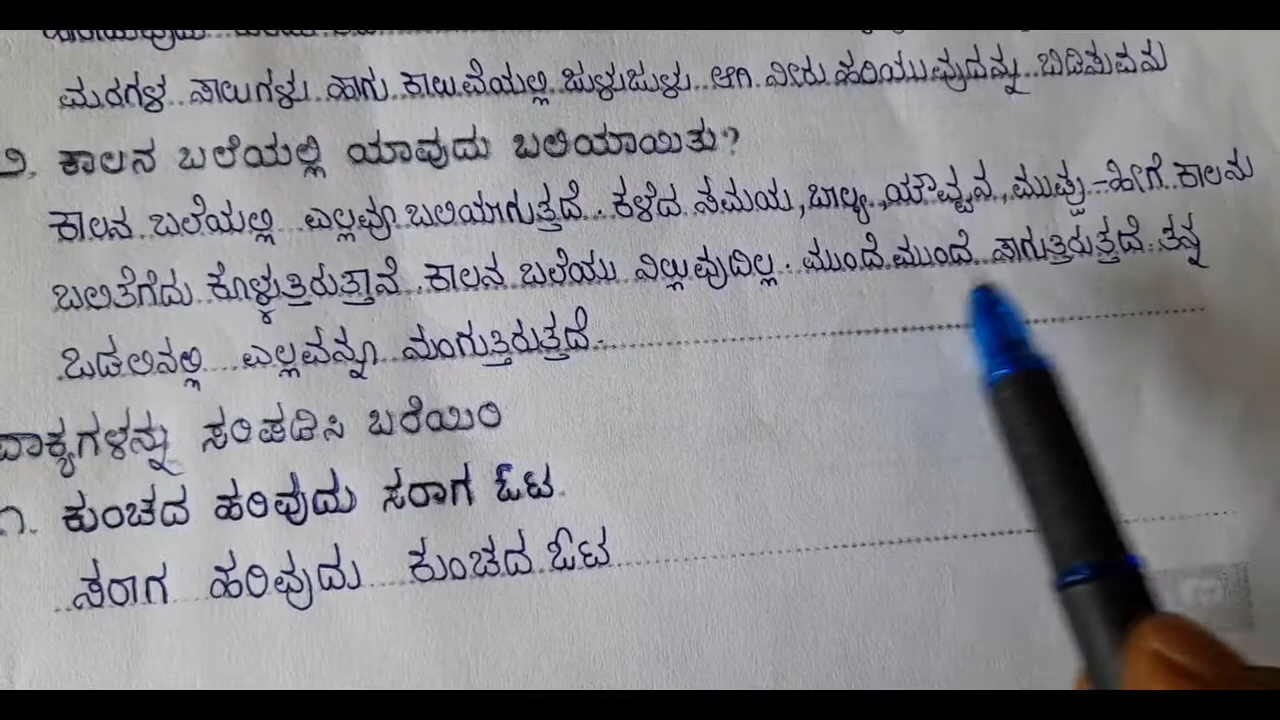 ಮರಗಳ ಸಾಲುಗಳು ಹಾಗು ಕಾಲುವೆಯಲ್ಲಿ ಜುಳುಜುಳು ಆಗಿ ನೀರು ಹರಿಯುವುದನ್ನು ಬಿಡಿಸುವನು
೨. ಕಾಲನ ಬಲೆಯಲ್ಲಿ ಯಾವುದು ಬಲಿಯಾಯಿತು?
ಕಾಲನ ಬಲೆಯಲ್ಲಿ ಎಲ್ಲವೂ ಬಲಿಯಾಗುತ್ತದೆ. ಕಳೆದ ಸಮಯ, ಬಾಲ್ಯ, ಯೌವ್ವನ, ಮುಪ್ಪು - ಹೀಗೆ ಕಾಲನು
ಬಲಿತೆಗೆದು ಕೊಳ್ಳುತ್ತಿರುತ್ತಾನೆ. ಕಾಲನ ಬಲೆಯು ನಿಲ್ಲುವುದಿಲ್ಲ. ಮುಂದೆ ಮುಂದೆ ಸಾಗುತ್ತಿರುತ್ತದೆ. ತನ್ನ
ಒಡಲಿನಲ್ಲಿ ಎಲ್ಲವನ್ನೂ ನುಂಗುತ್ತಿರುತ್ತದೆ.
ವಾಕ್ಯಗಳನ್ನು ಸರಿಪಡಿಸಿ ಬರೆಯಿರಿ
೧. ಕುಂಚದ ಹರಿವುದು ಸರಾಗ ಓಟ.
ಸರಾಗ ಹರಿವುದು ಕುಂಚದ ಓಟ